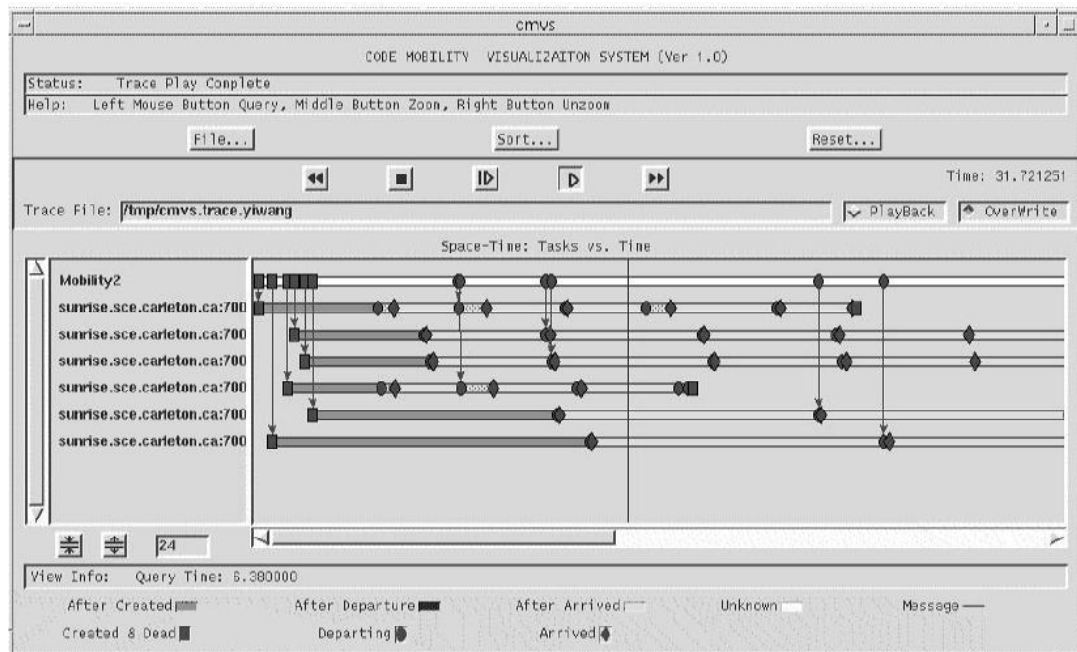 cmvs
CODE MOBILITY VISUALIZAITON SYSTEM (Ver 1.0)
Status: Trace Play Complete
Help: Left Mouse Button Query, Middle Button Zoom, Right Button Unzoom
File... Sort... Reset...
Time: 31.721251
Trace File: /tmp/cmvs.trace.yiwang PlayBack OverWrite
Space-Time: Tasks vs. Time
Mobility2
sunrise.sce.carleton.ca:700
sunrise.sce.carleton.ca:700
sunrise.sce.carleton.ca:700
sunrise.sce.carleton.ca:700
sunrise.sce.carleton.ca:700
sunrise.sce.carleton.ca:700
24
View Info: Query Time: 6.380000
After Created After Departure After Arrived Unknown Message
Created & Dead Departing Arrived